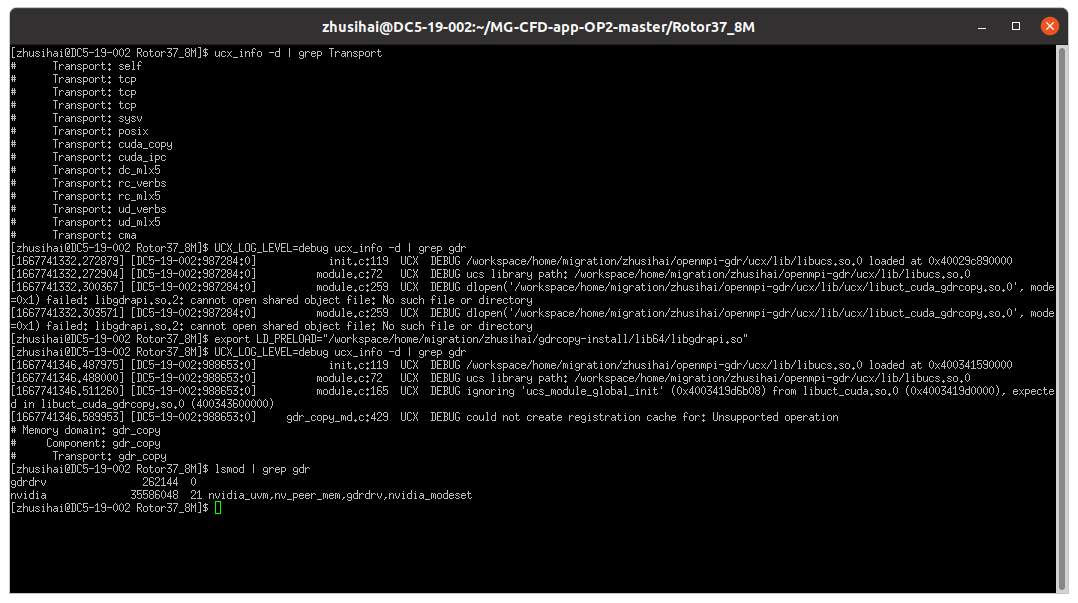 zhusihai@DC5-19-002:~/MG-CFD-app-OP2-master/Rotor37_8M
[zhusihai@DC5-19-002 Rotor37_8M]$ ucx_info -d | grep Transport
#      Transport: self
#      Transport: tcp
#      Transport: tcp
#      Transport: tcp
#      Transport: sysv
#      Transport: posix
#      Transport: cuda_copy
#      Transport: cuda_ipc
#      Transport: dc_mlx5
#      Transport: rc_verbs
#      Transport: rc_mlx5
#      Transport: ud_verbs
#      Transport: ud_mlx5
#      Transport: cma
[zhusihai@DC5-19-002 Rotor37_8M]$ UCX_LOG_LEVEL=debug ucx_info -d | grep gdr
[1667741332.272879] [DC5-19-002:987284:0]           init.c:119  UCX  DEBUG /workspace/home/migration/zhusihai/openmpi-gdr/ucx/lib/libucs.so.0 loaded at 0x40029c890000
[1667741332.272904] [DC5-19-002:987284:0]         module.c:72   UCX  DEBUG ucs library path: /workspace/home/migration/zhusihai/openmpi-gdr/ucx/lib/libucs.so.0
[1667741332.300367] [DC5-19-002:987284:0]         module.c:259  UCX  DEBUG dlopen('/workspace/home/migration/zhusihai/openmpi-gdr/ucx/lib/ucx/libuct_cuda_gdrcopy.so.0', mode
=0x1) failed: libgdrapi.so.2: cannot open shared object file: No such file or directory
[1667741332.303571] [DC5-19-002:987284:0]         module.c:259  UCX  DEBUG dlopen('/workspace/home/migration/zhusihai/openmpi-gdr/ucx/lib/ucx/libuct_cuda_gdrcopy.so.0', mode
=0x1) failed: libgdrapi.so.2: cannot open shared object file: No such file or directory
[zhusihai@DC5-19-002 Rotor37_8M]$ export LD_PRELOAD="/workspace/home/migration/zhusihai/gdrcopy-install/lib64/libgdrapi.so"
[zhusihai@DC5-19-002 Rotor37_8M]$ UCX_LOG_LEVEL=debug ucx_info -d | grep gdr
[1667741346.487975] [DC5-19-002:988653:0]           init.c:119  UCX  DEBUG /workspace/home/migration/zhusihai/openmpi-gdr/ucx/lib/libucs.so.0 loaded at 0x400341590000
[1667741346.488000] [DC5-19-002:988653:0]         module.c:72   UCX  DEBUG ucs library path: /workspace/home/migration/zhusihai/openmpi-gdr/ucx/lib/libucs.so.0
[1667741346.511260] [DC5-19-002:988653:0]         module.c:165  UCX  DEBUG ignoring 'ucs_module_global_init' (0x4003419d6b08) from libuct_cuda.so.0 (0x4003419d0000), expecte
d in libuct_cuda_gdrcopy.so.0 (400343600000)
[1667741346.589953] [DC5-19-002:988653:0]    gdr_copy_md.c:429  UCX  DEBUG could not create registration cache for: Unsupported operation
# Memory domain: gdr_copy
#     Component: gdr_copy
#      Transport: gdr_copy
[zhusihai@DC5-19-002 Rotor37_8M]$ lsmod | grep gdr
gdrdrv                262144  0
nvidia              35586048  21 nvidia_uvm,nv_peer_mem,gdrdrv,nvidia_modeset
[zhusihai@DC5-19-002 Rotor37_8M]$